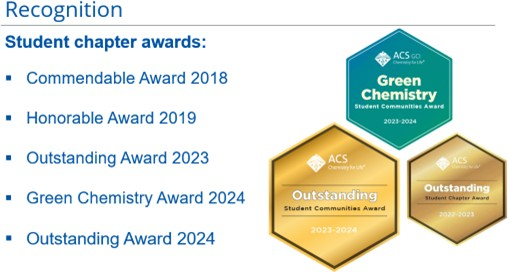 Recognition
Student chapter awards:
Commendable Award 2018
Honorable Award 2019
Outstanding Award 2023
Green Chemistry Award 2024
Outstanding Award 2024
ACS GCI
Chemistry for Life®
Green
Chemistry
Student Communities Award
2023-2024
ACS
Chemistry for Life®
Outstanding
Student Communities Award
2023-2024
ACS
Chemistry for Life®
Outstanding
Student Chapter Award
2022-2023